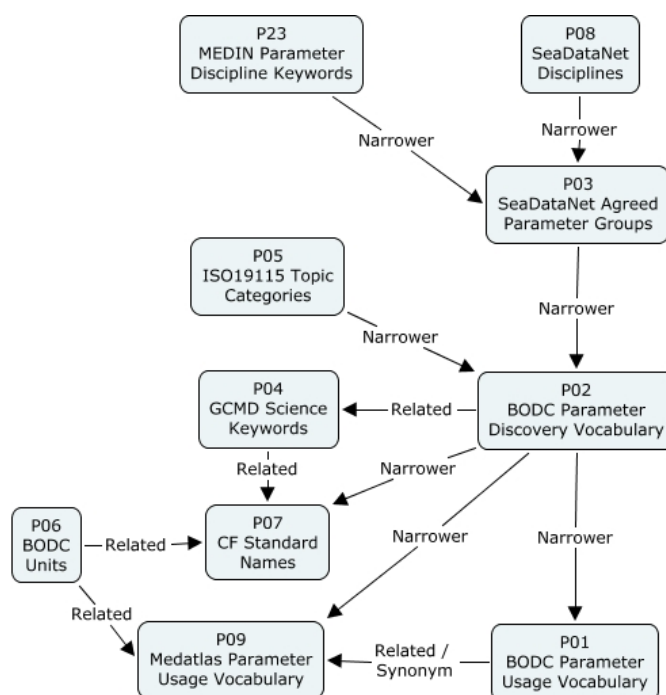 P23
MEDIN Parameter
Discipline Keywords
P08
SeaDataNet
Disciplines
Narrower
Narrower
P03
SeaDataNet Agreed
Parameter Groups
P05
ISO19115 Topic
Categories
Narrower
Narrower
P04
GCMD Science
Keywords
Related
P02
BODC Parameter
Discovery Vocabulary
Related
Narrower
P06
BODC
Units
Related
P07
CF Standard
Names
Narrower
Narrower
Related
P09
Medatlas Parameter
Usage Vocabulary
Related /
Synonym
P01
BODC Parameter
Usage Vocabulary